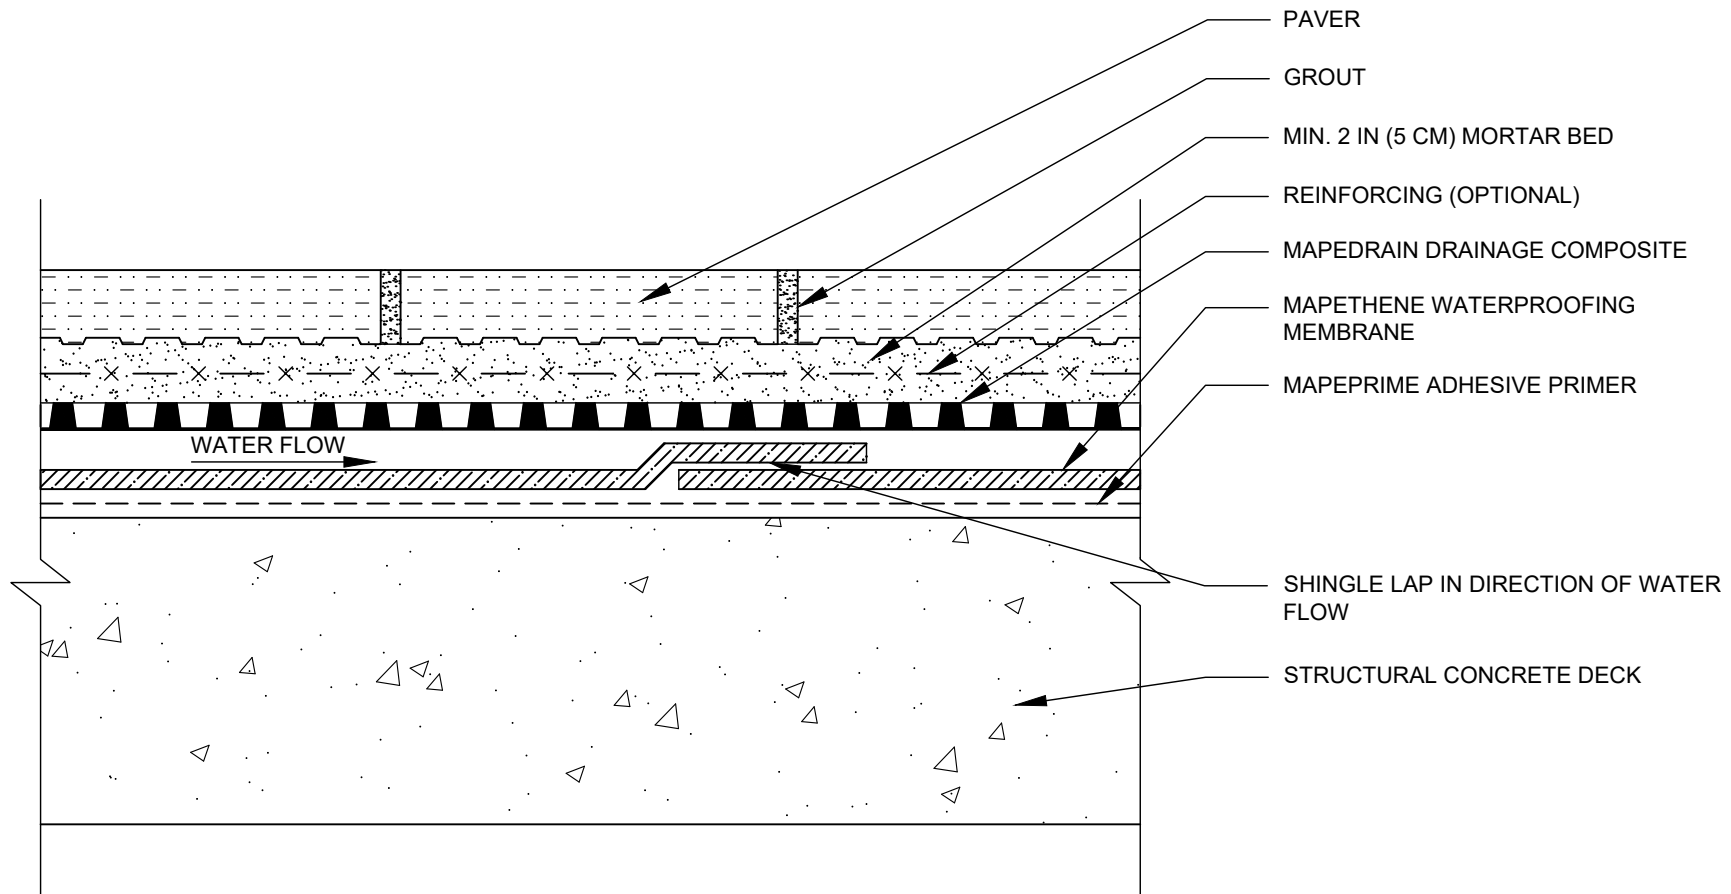 PAVER
GROUT
MIN. 2 IN (5 CM) MORTAR BED
REINFORCING (OPTIONAL)
MAPEDRAIN DRAINAGE COMPOSITE
MAPETHENE WATERPROOFING
MEMBRANE
MAPEPRIME ADHESIVE PRIMER
WATER FLOW
SHINGLE LAP IN DIRECTION OF WATER
FLOW
STRUCTURAL CONCRETE DECK